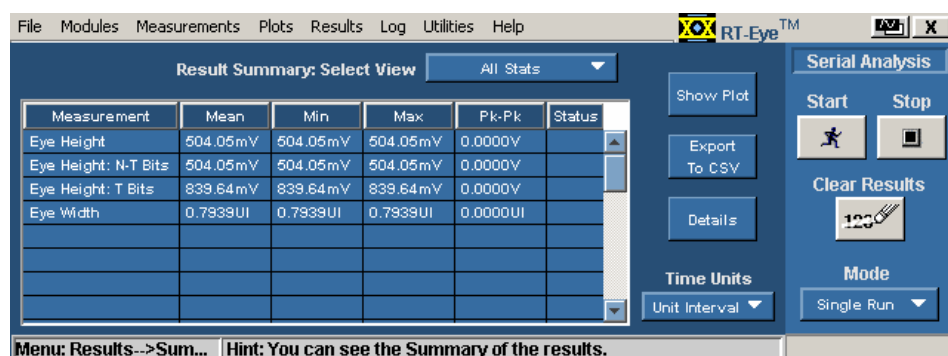 File Modules Measurements Plots Results Log Utilities Help RT-Eye™ X
Result Summary: Select View All Stats
Measurement Mean Min Max Pk-Pk Status
Eye Height 504.05mV 504.05mV 504.05mV 0.0000V
Eye Height: N-T Bits 504.05mV 504.05mV 504.05mV 0.0000V
Eye Height: T Bits 839.64mV 839.64mV 839.64mV 0.0000V
Eye Width 0.7939UI 0.7939UI 0.7939UI 0.0000UI
Show Plot
Export
To CSV
Details
Time Units
Unit Interval
Serial Analysis
Start Stop
Clear Results
123
Mode
Single Run
Menu: Results-->Sum... Hint: You can see the Summary of the results.